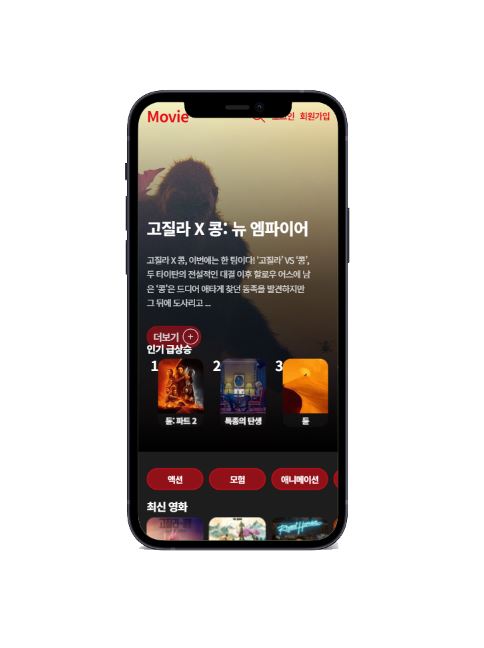 Movie
회원가입
고질라 X 콩: 뉴 엠파이어
고질라 X 콩, 이번에는 한 팀이다! '고질라' VS '콩',
두 타이탄의 전설적인 대결 이후 할로우 어스에 남
은 '콩'은 드디어 애타게 찾던 동족을 발견하지만
그 뒤에 도사리고 ...
더보기
인기 급상승
1 2 3
듄: 파트 2 특종의 탄생 듄
액션 모험 애니메이션
최신 영화